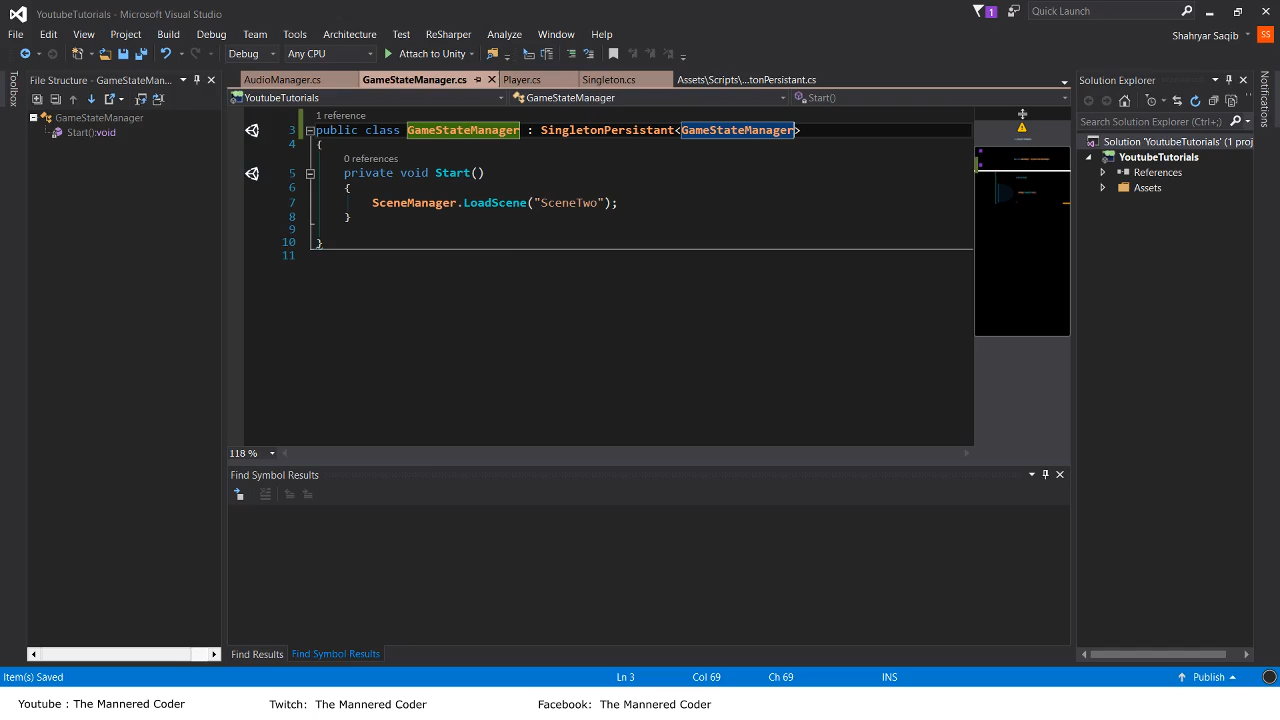 YoutubeTutorials - Microsoft Visual Studio
1
Quick Launch
File Edit View Project Build Debug Team Tools Architecture Test ReSharper Analyze Window Help
Shahryar Saqib SS
Debug Any CPU Attach to Unity
Toolbox
File Structure - GameStateMan...
GameStateManager
Start():void
AudioManager.cs GameStateManager.cs Player.cs Singleton.cs Assets\Scripts\...tonPersistant.cs
YoutubeTutorials GameStateManager Start()
1 reference
3 public class GameStateManager : SingletonPersistant<GameStateManager>
4 {
0 references
5 private void Start()
6 {
7 SceneManager.LoadScene("SceneTwo");
8 }
9
10 }
11
118 %
Find Symbol Results
Find Results Find Symbol Results
Solution Explorer
Search Solution Explorer (Ctrl+;)
Solution 'YoutubeTutorials' (1 proj
YoutubeTutorials
References
Assets
Notifications
Item(s) Saved Ln 3 Col 69 Ch 69 INS Publish
Youtube : The Mannered Coder Twitch: The Mannered Coder Facebook: The Mannered Coder